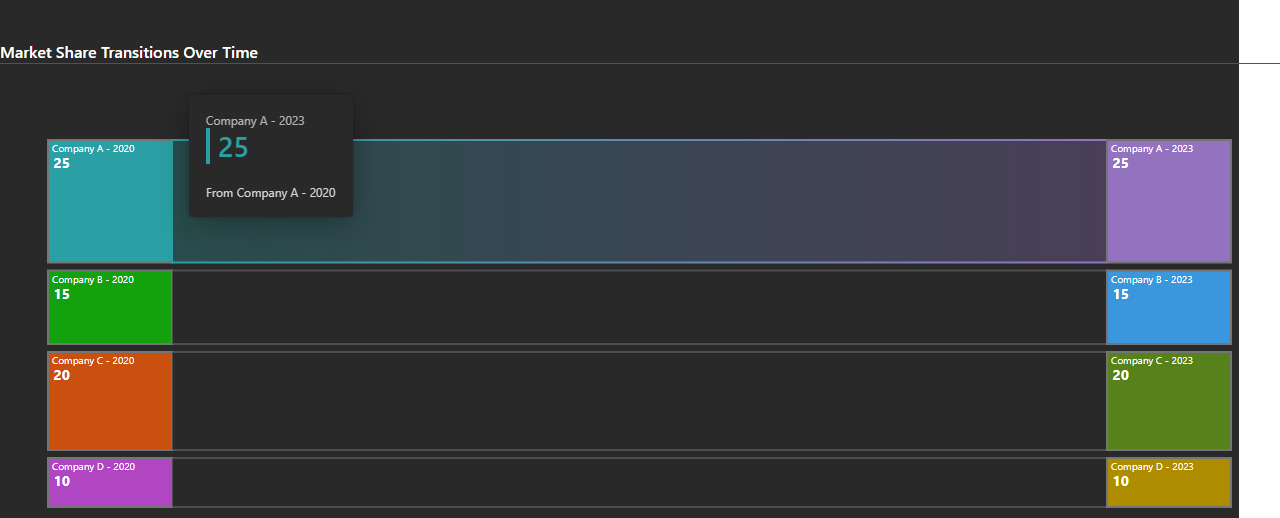 Market Share Transitions Over Time
Company A - 2023
25
From Company A - 2020
Company A - 2020
25
Company A - 2023
25
Company B - 2020
15
Company B - 2023
15
Company C - 2020
20
Company C - 2023
20
Company D - 2020
10
Company D - 2023
10